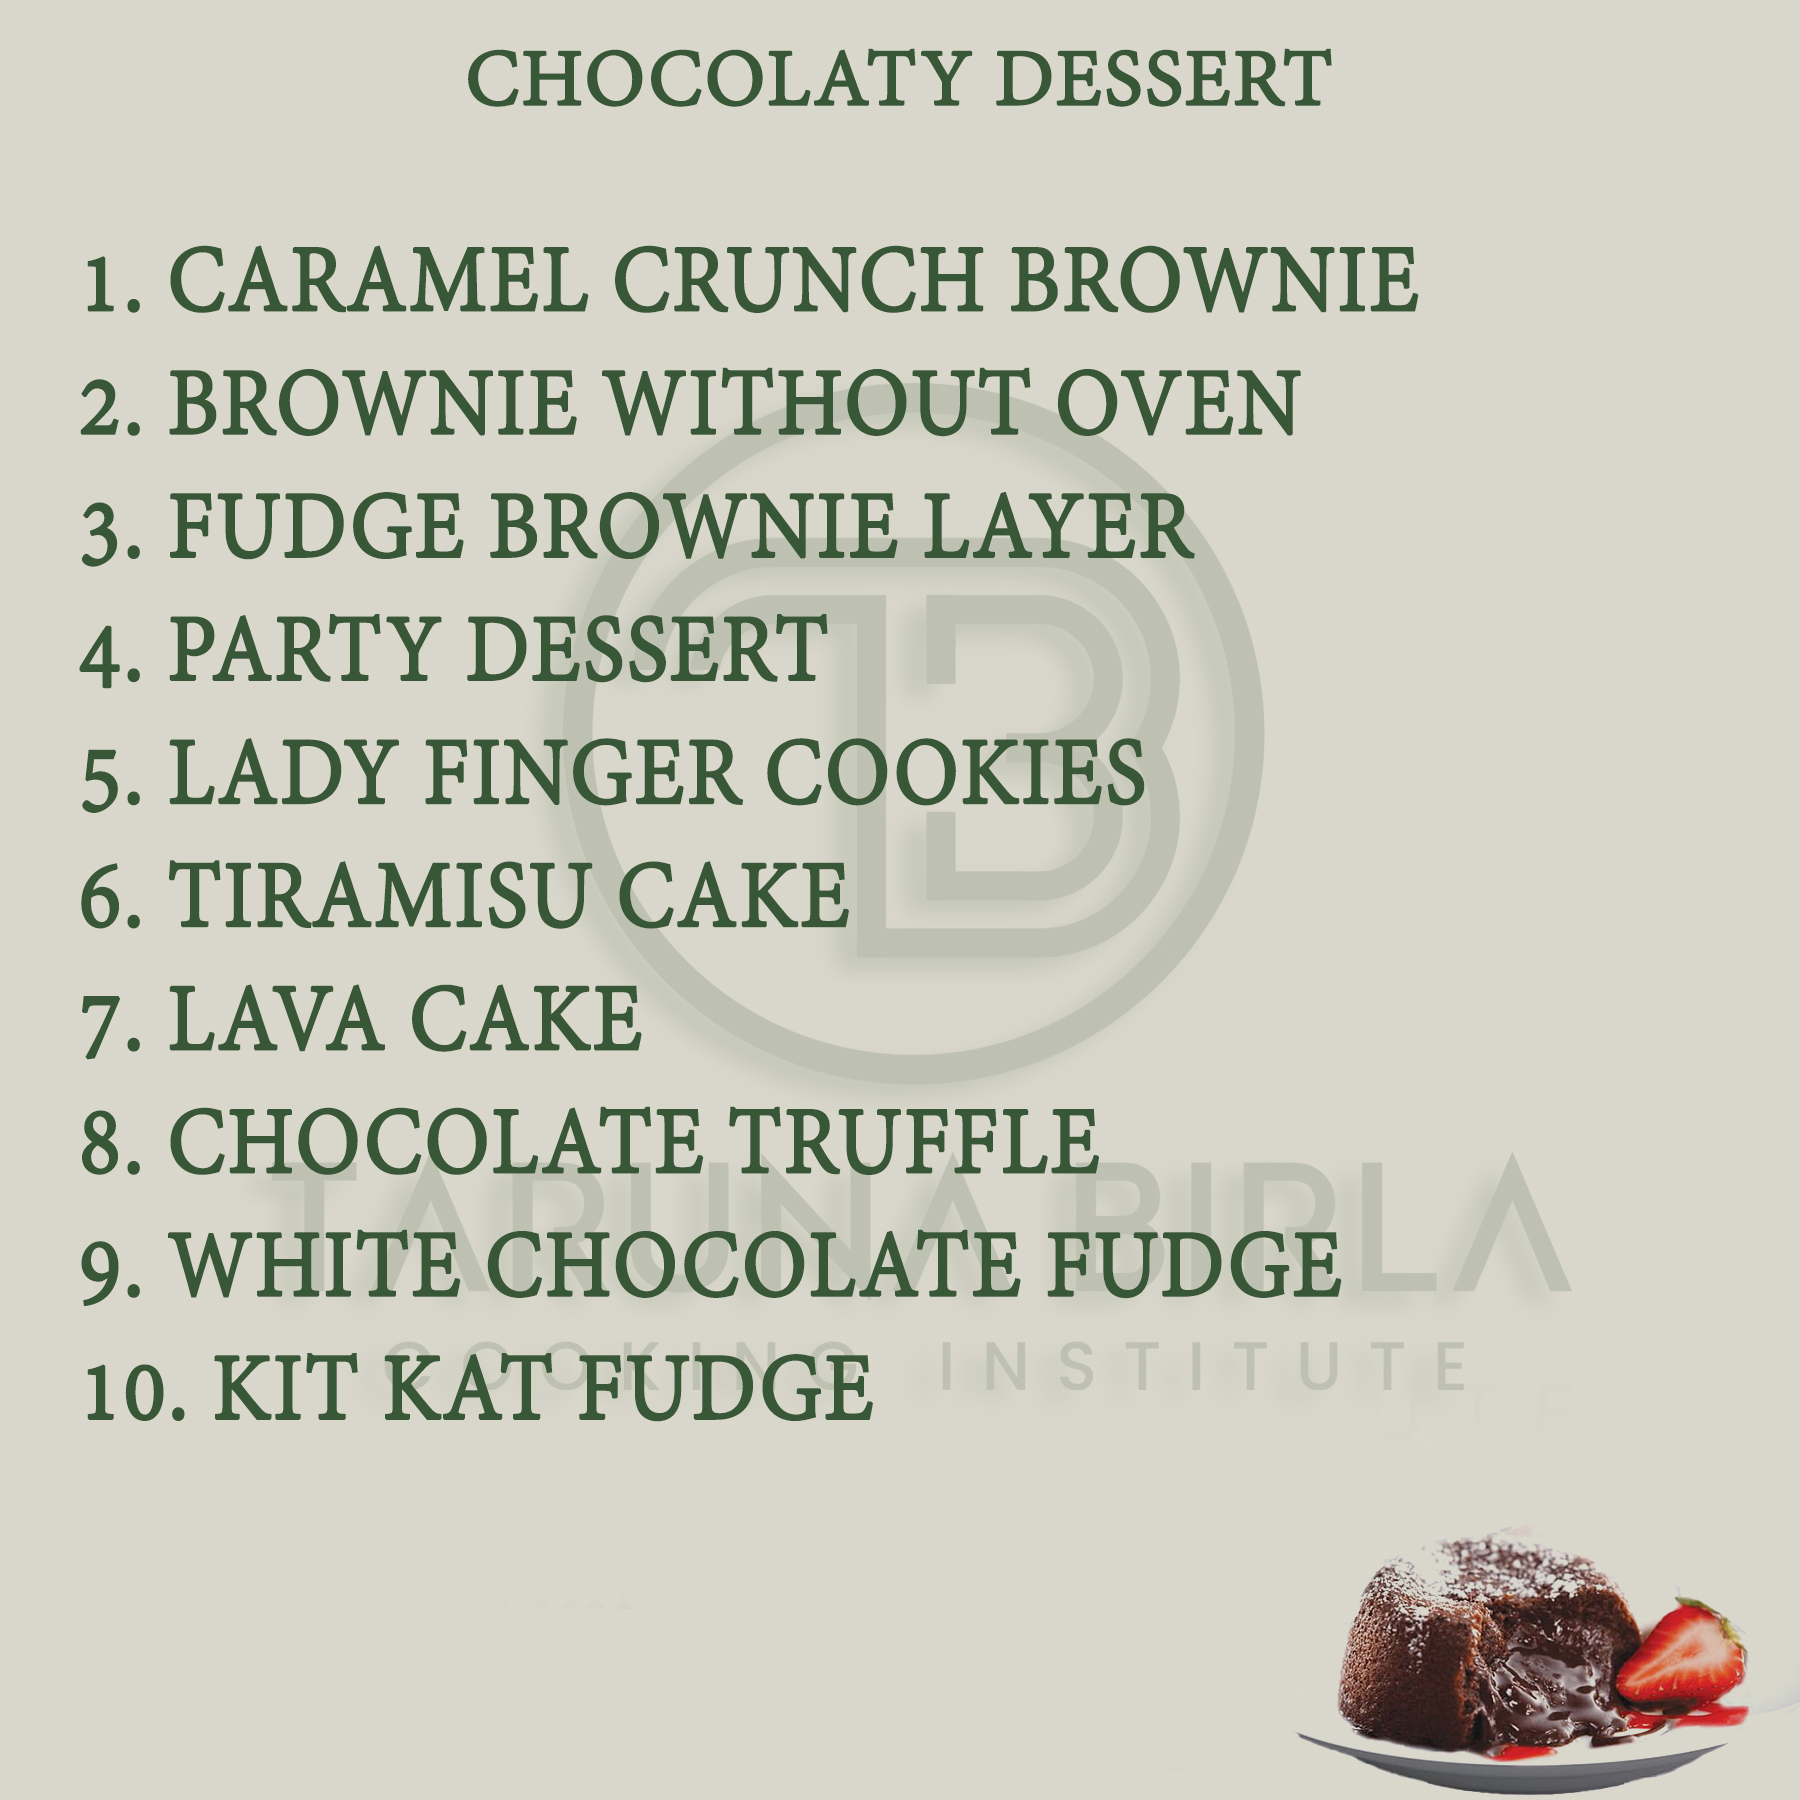 CHOCOLATY DESSERT
1. CARAMEL CRUNCH BROWNIE
2. BROWNIE WITHOUT OVEN
3. FUDGE BROWNIE LAYER
4. PARTY DESSERT
5. LADY FINGER COOKIES
6. TIRAMISU CAKE
7. LAVA CAKE
8. CHOCOLATE TRUFFLE
TARUNA BIRLA
9. WHITE CHOCOLATE FUDGE
COOKING INSTITUTE
10. KIT KAT FUDGE